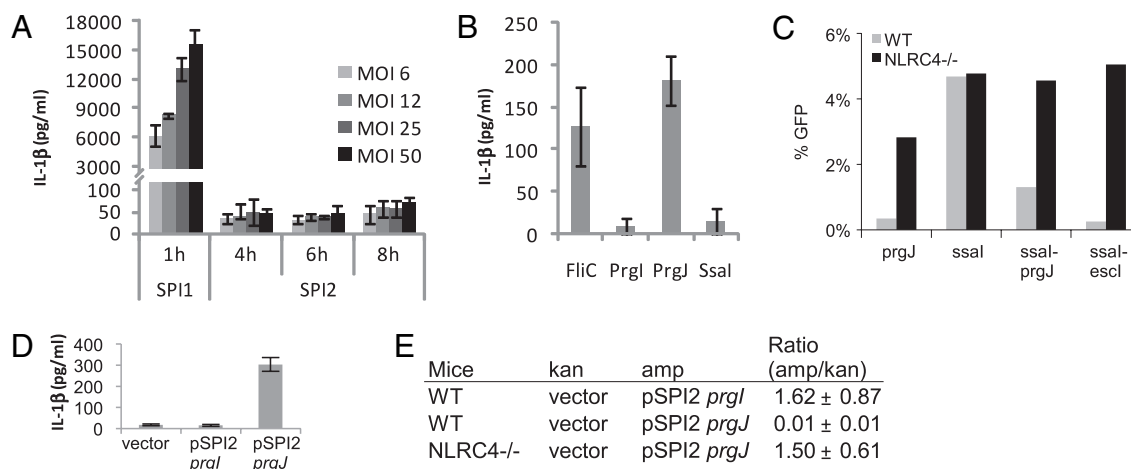 A
IL-1β (pg/ml)
18000
15000
12000
9000
6000
3000
100
50
0
MOI 6
MOI 12
MOI 25
MOI 50
1h 4h 6h 8h
SPI1 SPI2
B
IL-1β (pg/ml)
250
200
150
100
50
0
FliC PrgI PrgJ SsaI
C
% GFP
6%
4%
2%
0%
WT
NLRC4-/-
prgJ ssaI ssaI- ssaI-
prgJ escI
D
IL-1β (pg/ml)
400
300
200
100
0
vector pSPI2 pSPI2
prgI prgJ
E
Ratio
Mice kan amp (amp/kan)
WT vector pSPI2 prgI 1.62 ± 0.87
WT vector pSPI2 prgJ 0.01 ± 0.01
NLRC4-/- vector pSPI2 prgJ 1.50 ± 0.61